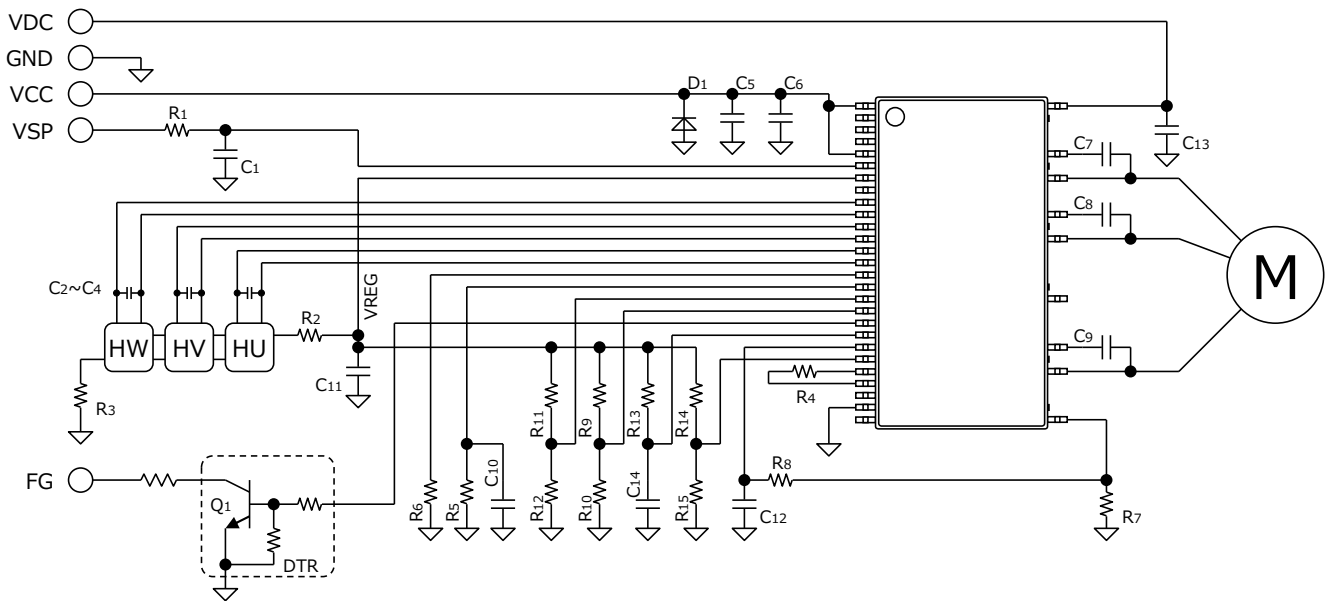 VDC
GND
VCC
VSP
R1
C1
D1
C5
C6
C7
C13
C8
M
C2~C4
VREG
R2
HW
HV
HU
C11
R3
R4
C9
R11
R9
R13
R14
FG
Q1
DTR
R6
R5
C10
R12
R10
C14
R15
C12
R8
R7